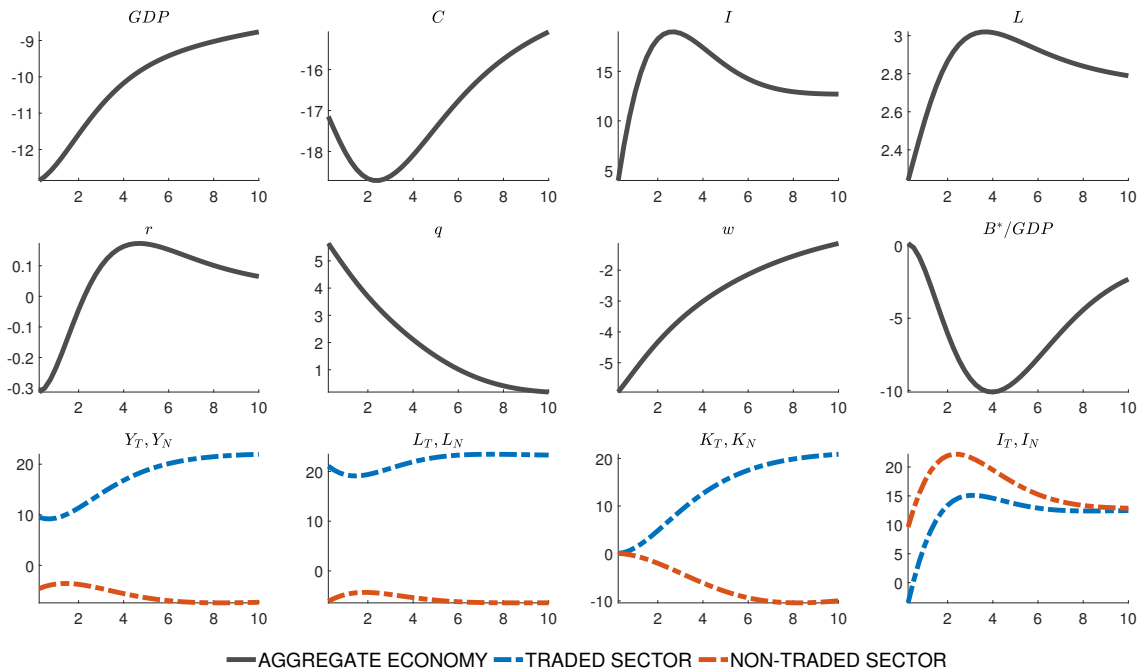 GDP C I L
-9 -10 -11 -12
2 4 6 8 10
-16 -17 -18
2 4 6 8 10
15 10 5
2 4 6 8 10
3 2.8 2.6 2.4
2 4 6 8 10
r q w B*/GDP
0.1 0 -0.1 -0.2 -0.3
2 4 6 8 10
5 4 3 2 1
2 4 6 8 10
-2 -3 -4 -5
2 4 6 8 10
0 -5 -10
2 4 6 8 10
Y_T, Y_N L_T, L_N K_T, K_N I_T, I_N
20 10 0
2 4 6 8 10
20 10 0
2 4 6 8 10
20 10 0 -10
2 4 6 8 10
20 15 10 5 0
2 4 6 8 10
AGGREGATE ECONOMY TRADED SECTOR NON-TRADED SECTOR